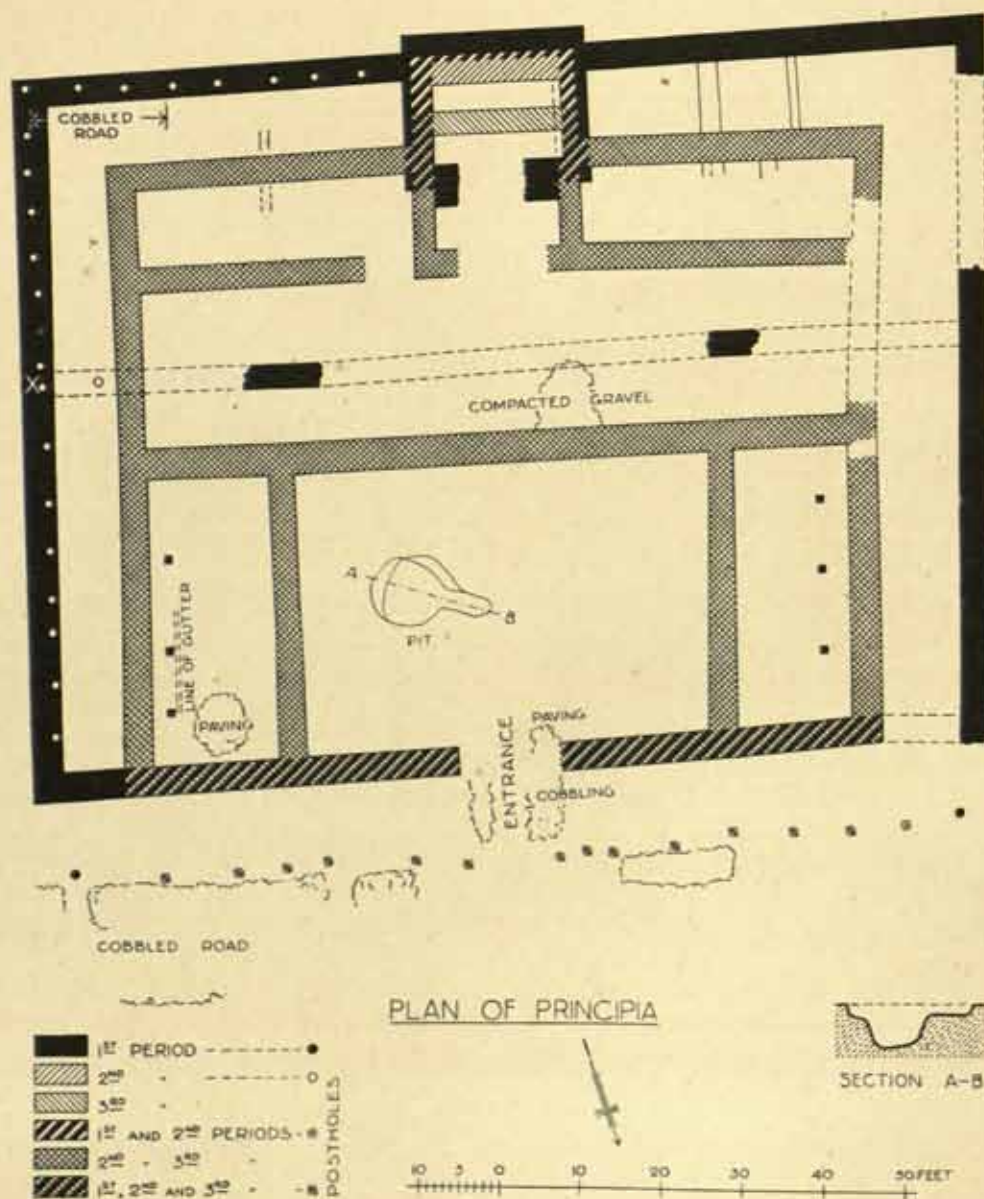 COBBLED
ROAD
X
O
COMPACTED GRAVEL
A
B
PIT
LINE OF GUTTER
PAVING
PAVING
ENTRANCE
COBBLING
COBBLED ROAD
PLAN OF PRINCIPIA
1ST PERIOD
2ND "
3RD "
1ST AND 2ND PERIODS
2ND " 3RD "
1ST, 2ND AND 3RD "
POSTHOLES
SECTION A-B
10 5 0 10 20 30 40 50 FEET